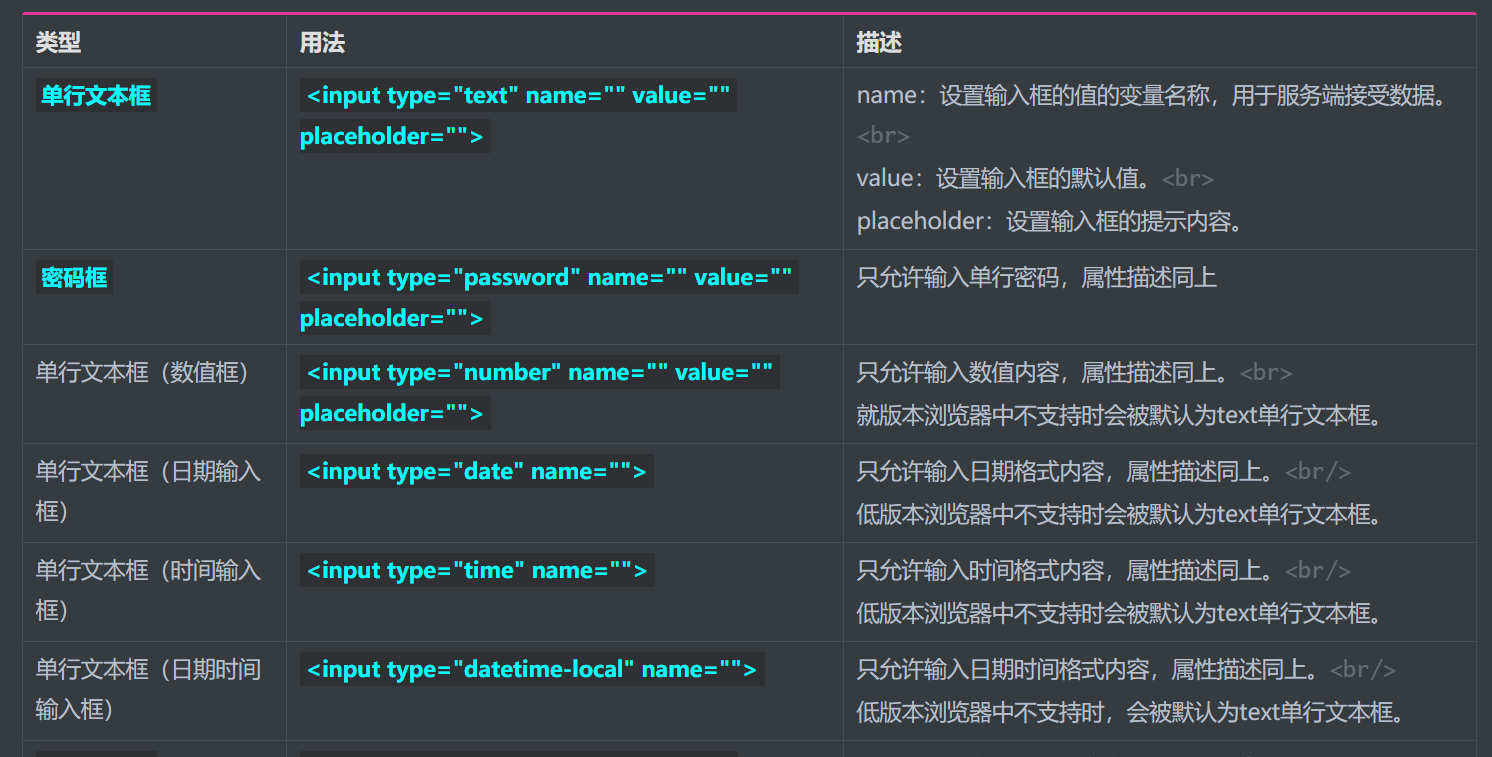 类型 用法 描述
单行文本框 <input type="text" name="" value="" name：设置输入框的值的变量名称，用于服务端接受数据。
placeholder=""> <br>
value：设置输入框的默认值。<br>
placeholder：设置输入框的提示内容。
密码框 <input type="password" name="" value="" 只允许输入单行密码，属性描述同上
placeholder="">
单行文本框（数值框） <input type="number" name="" value="" 只允许输入数值内容，属性描述同上。<br>
placeholder=""> 就版本浏览器中不支持时会被默认为text单行文本框。
单行文本框（日期输入 <input type="date" name=""> 只允许输入日期格式内容，属性描述同上。<br/>
框） 低版本浏览器中不支持时会被默认为text单行文本框。
单行文本框（时间输入 <input type="time" name=""> 只允许输入时间格式内容，属性描述同上。<br/>
框） 低版本浏览器中不支持时会被默认为text单行文本框。
单行文本框（日期时间 <input type="datetime-local" name=""> 只允许输入日期时间格式内容，属性描述同上。<br/>
输入框） 低版本浏览器中不支持时，会被默认为text单行文本框。